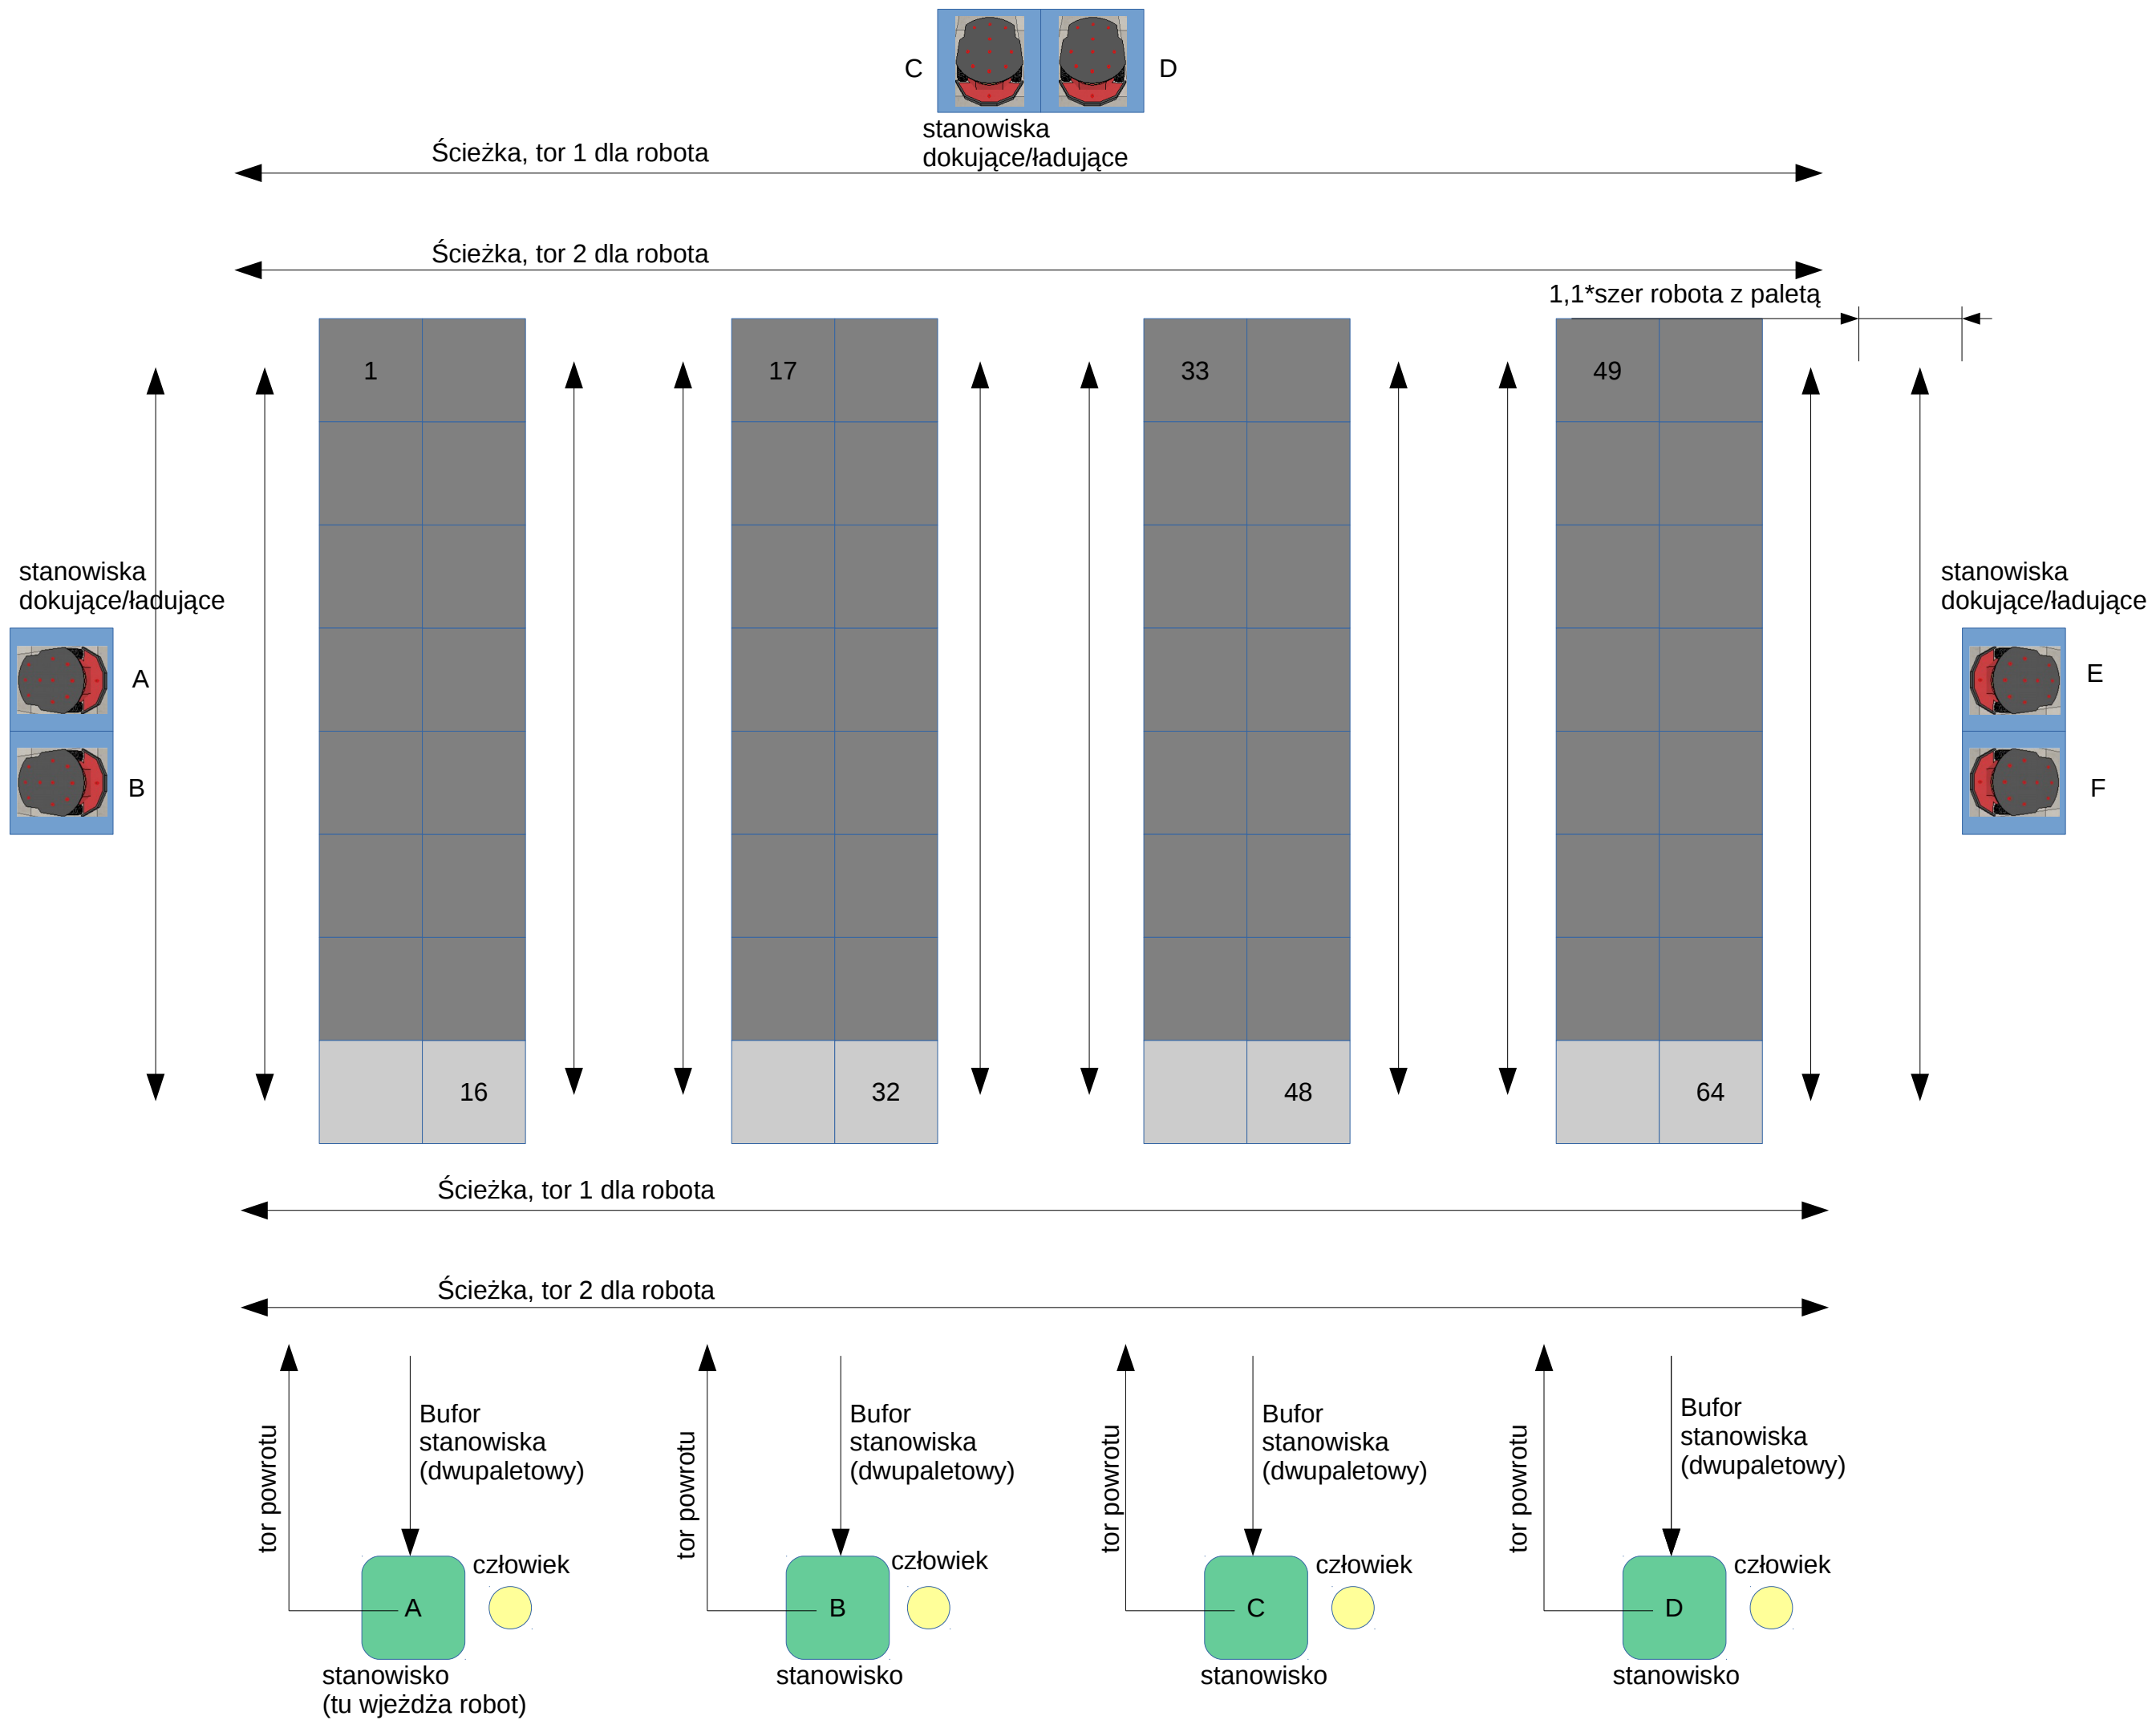 C
D
stanowiska
dokujące/ładujące
Ścieżka, tor 1 dla robota
Ścieżka, tor 2 dla robota
1,1*szer robota z paletą
1
17
33
49
stanowiska
dokujące/ładujące
A
B
stanowiska
dokujące/ładujące
E
F
16
32
48
64
Ścieżka, tor 1 dla robota
Ścieżka, tor 2 dla robota
tor powrotu
Bufor
stanowiska
(dwupaletowy)
tor powrotu
Bufor
stanowiska
(dwupaletowy)
tor powrotu
Bufor
stanowiska
(dwupaletowy)
tor powrotu
Bufor
stanowiska
(dwupaletowy)
A
człowiek
stanowisko
(tu wjeżdża robot)
B
człowiek
stanowisko
C
człowiek
stanowisko
D
człowiek
stanowisko